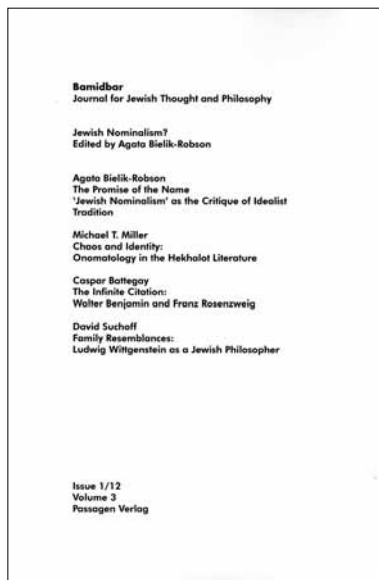 Bamidbar
Journal for Jewish Thought and Philosophy
Jewish Nominalism?
Edited by Agata Bielik-Robson
Agata Bielik-Robson
The Promise of the Name
'Jewish Nominalism' as the Critique of Idealist
Tradition
Michael T. Miller
Chaos and Identity:
Onomatology in the Hekhalot Literature
Caspar Battegay
The Infinite Citation:
Walter Benjamin and Franz Rosenzweig
David Suchoff
Family Resemblances:
Ludwig Wittgenstein as a Jewish Philosopher
Issue 1/12
Volume 3
Passagen Verlag